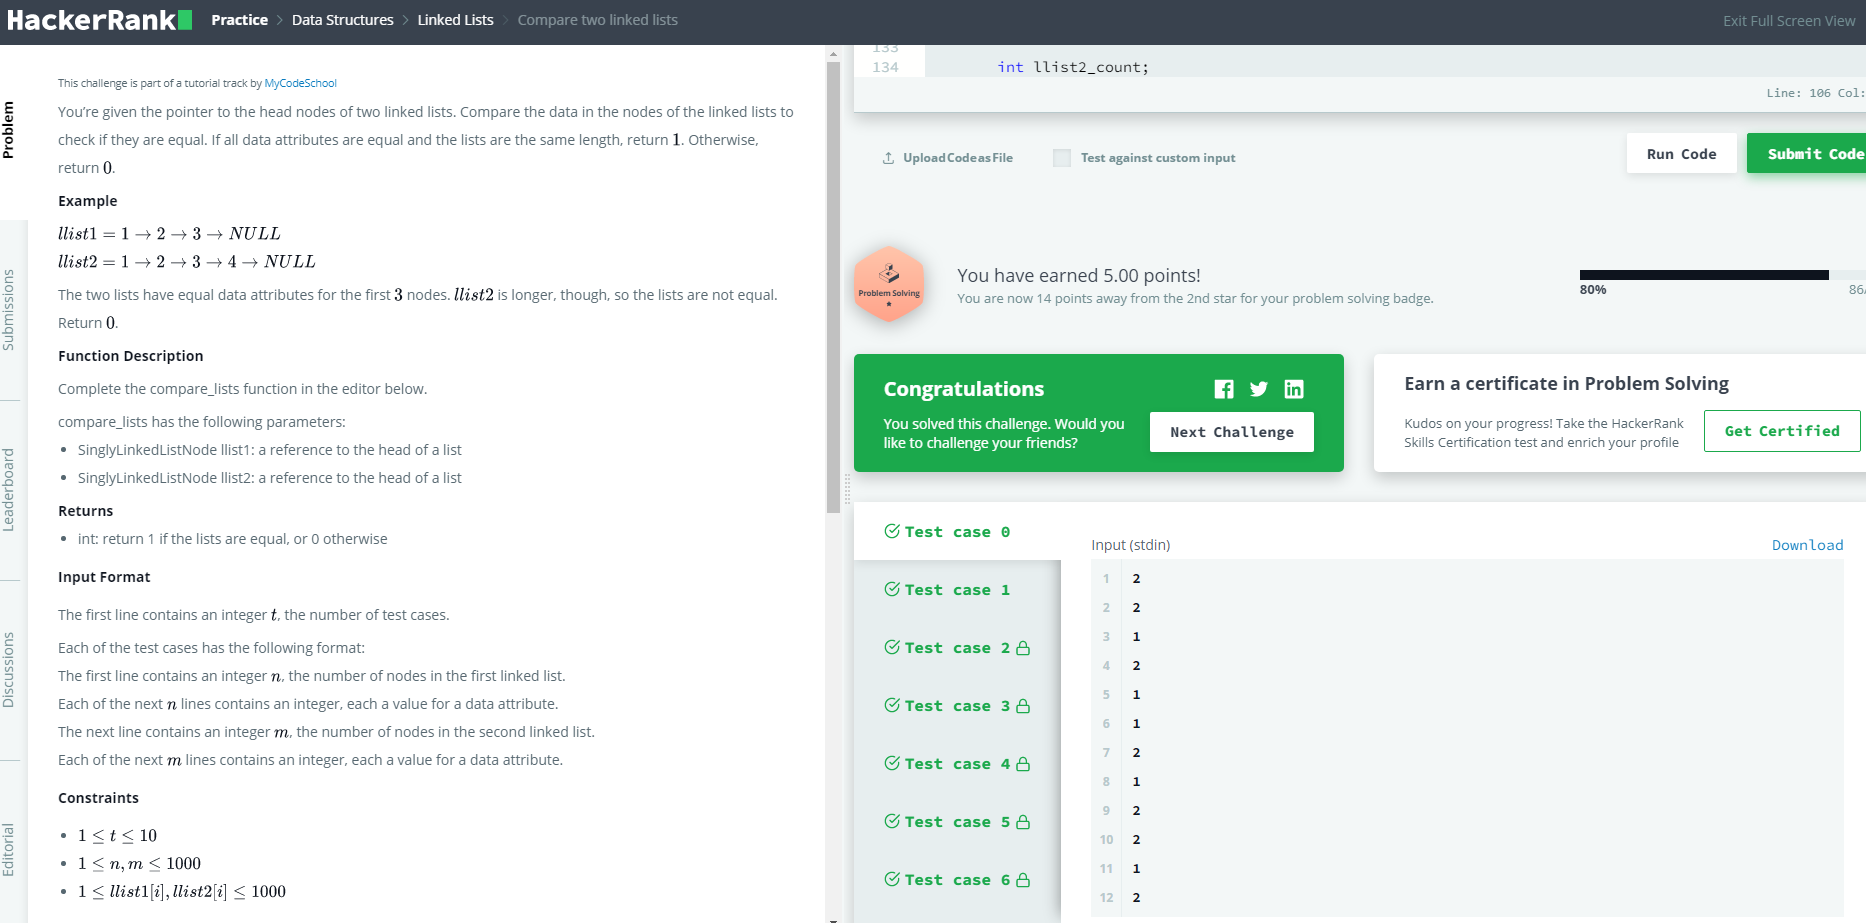 HackerRank Practice > Data Structures > Linked Lists > Compare two linked lists
Exit Full Screen View
Problem
Submissions
Leaderboard
Discussions
Editorial
This challenge is part of a tutorial track by MyCodeSchool
You’re given the pointer to the head nodes of two linked lists. Compare the data in the nodes of the linked lists to
check if they are equal. If all data attributes are equal and the lists are the same length, return 1. Otherwise,
return 0.
Example
llist1 = 1 → 2 → 3 → NULL
llist2 = 1 → 2 → 3 → 4 → NULL
The two lists have equal data attributes for the first 3 nodes. llist2 is longer, though, so the lists are not equal.
Return 0.
Function Description
Complete the compare_lists function in the editor below.
compare_lists has the following parameters:
• SinglyLinkedListNode llist1: a reference to the head of a list
• SinglyLinkedListNode llist2: a reference to the head of a list
Returns
• int: return 1 if the lists are equal, or 0 otherwise
Input Format
The first line contains an integer t, the number of test cases.
Each of the test cases has the following format:
The first line contains an integer n, the number of nodes in the first linked list.
Each of the next n lines contains an integer, each a value for a data attribute.
The next line contains an integer m, the number of nodes in the second linked list.
Each of the next m lines contains an integer, each a value for a data attribute.
Constraints
• 1 ≤ t ≤ 10
• 1 ≤ n, m ≤ 1000
• 1 ≤ llist1[i], llist2[i] ≤ 1000
133
134 int llist2_count;
Line: 106 Col:
Upload Code as File
Test against custom input
Run Code
Submit Code
Problem Solving
You have earned 5.00 points!
You are now 14 points away from the 2nd star for your problem solving badge.
80%
86/
Congratulations
You solved this challenge. Would you
like to challenge your friends?
Next Challenge
Earn a certificate in Problem Solving
Kudos on your progress! Take the HackerRank
Skills Certification test and enrich your profile
Get Certified
Test case 0
Test case 1
Test case 2
Test case 3
Test case 4
Test case 5
Test case 6
Input (stdin)
Download
1 2
2 2
3 1
4 2
5 1
6 1
7 2
8 1
9 2
10 2
11 1
12 2